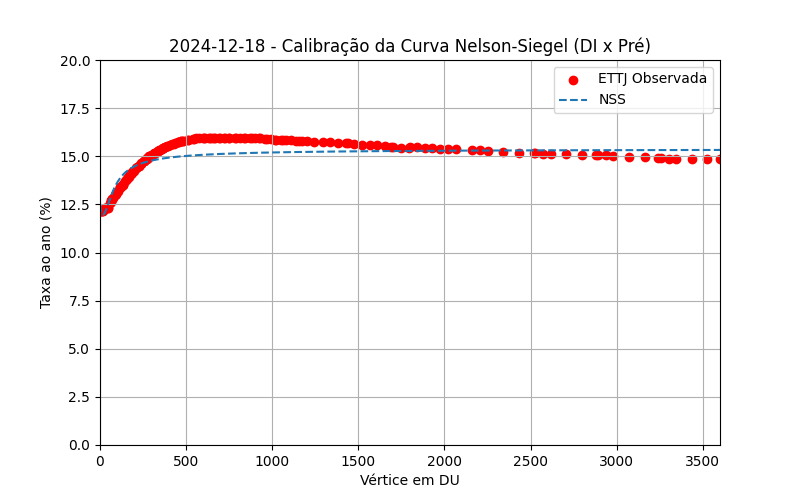 2024-12-18 - Calibração da Curva Nelson-Siegel (DI x Pré)
20.0
17.5
15.0
12.5
10.0
7.5
5.0
2.5
0.0
Taxa ao ano (%)
ETTJ Observada
NSS
0 500 1000 1500 2000 2500 3000 3500
Vértice em DU